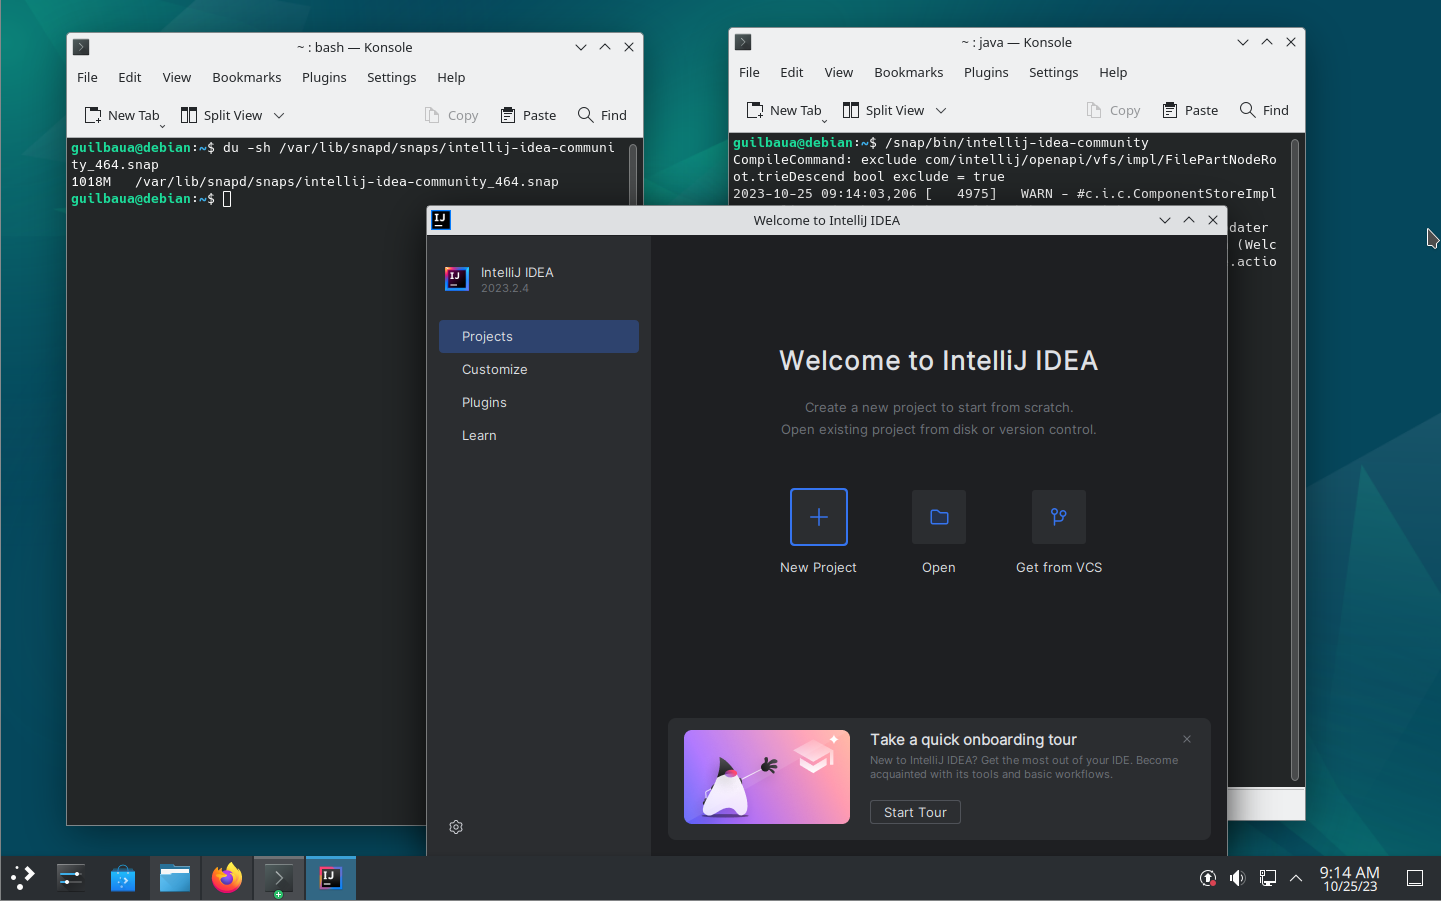 ~ : bash — Konsole
File Edit View Bookmarks Plugins Settings Help
New Tab Split View Copy Paste Find
guilbaua@debian:~$ du -sh /var/lib/snapd/snaps/intellij-idea-communi
ty_464.snap
1018M /var/lib/snapd/snaps/intellij-idea-community_464.snap
guilbaua@debian:~$
~ : java — Konsole
File Edit View Bookmarks Plugins Settings Help
New Tab Split View Copy Paste Find
guilbaua@debian:~$ /snap/bin/intellij-idea-community
CompileCommand: exclude com/intellij/openapi/vfs/impl/FilePartNodeRo
ot.trieDescend bool exclude = true
2023-10-25 09:14:03,206 [ 4975] WARN - #c.i.c.ComponentStoreImpl
dater
(Welc
.actio
IJ
Welcome to IntelliJ IDEA
IJ
IntelliJ IDEA
2023.2.4
Projects
Customize
Plugins
Learn
Welcome to IntelliJ IDEA
Create a new project to start from scratch.
Open existing project from disk or version control.
New Project Open Get from VCS
Take a quick onboarding tour
New to IntelliJ IDEA? Get the most out of your IDE. Become
acquainted with its tools and basic workflows.
Start Tour
IJ
9:14 AM
10/25/23